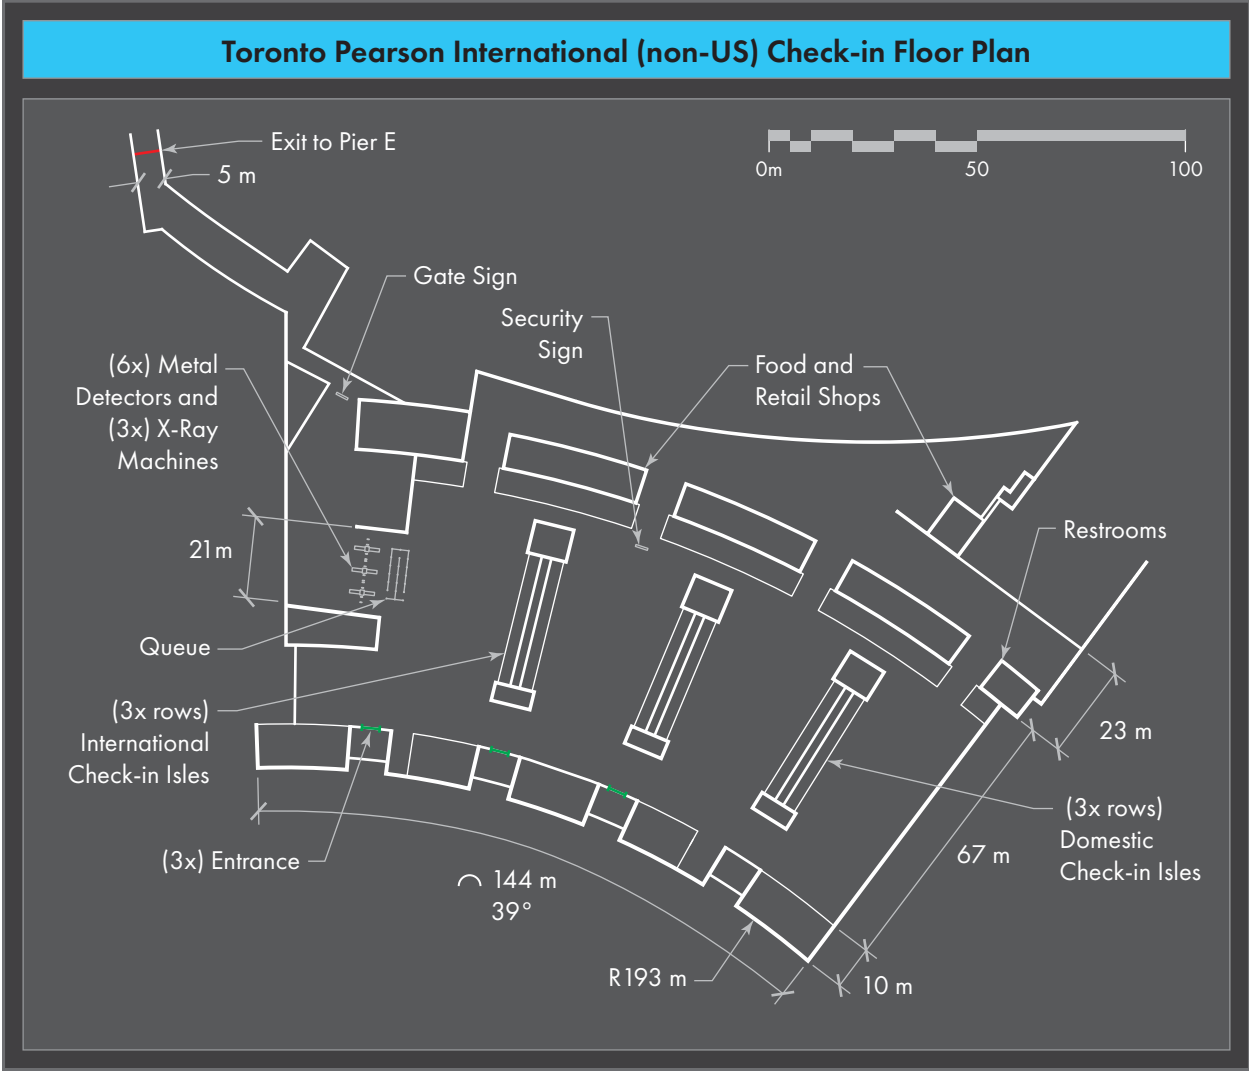 Toronto Pearson International (non-US) Check-in Floor Plan
Exit to Pier E
5 m
0m
50
100
Gate Sign
Security
Sign
(6x) Metal
Detectors and
(3x) X-Ray
Machines
Food and
Retail Shops
Restrooms
21m
Queue
(3x rows)
International
Check-in Isles
23 m
(3x rows)
Domestic
Check-in Isles
67 m
(3x) Entrance
144 m
39°
R193 m
10 m